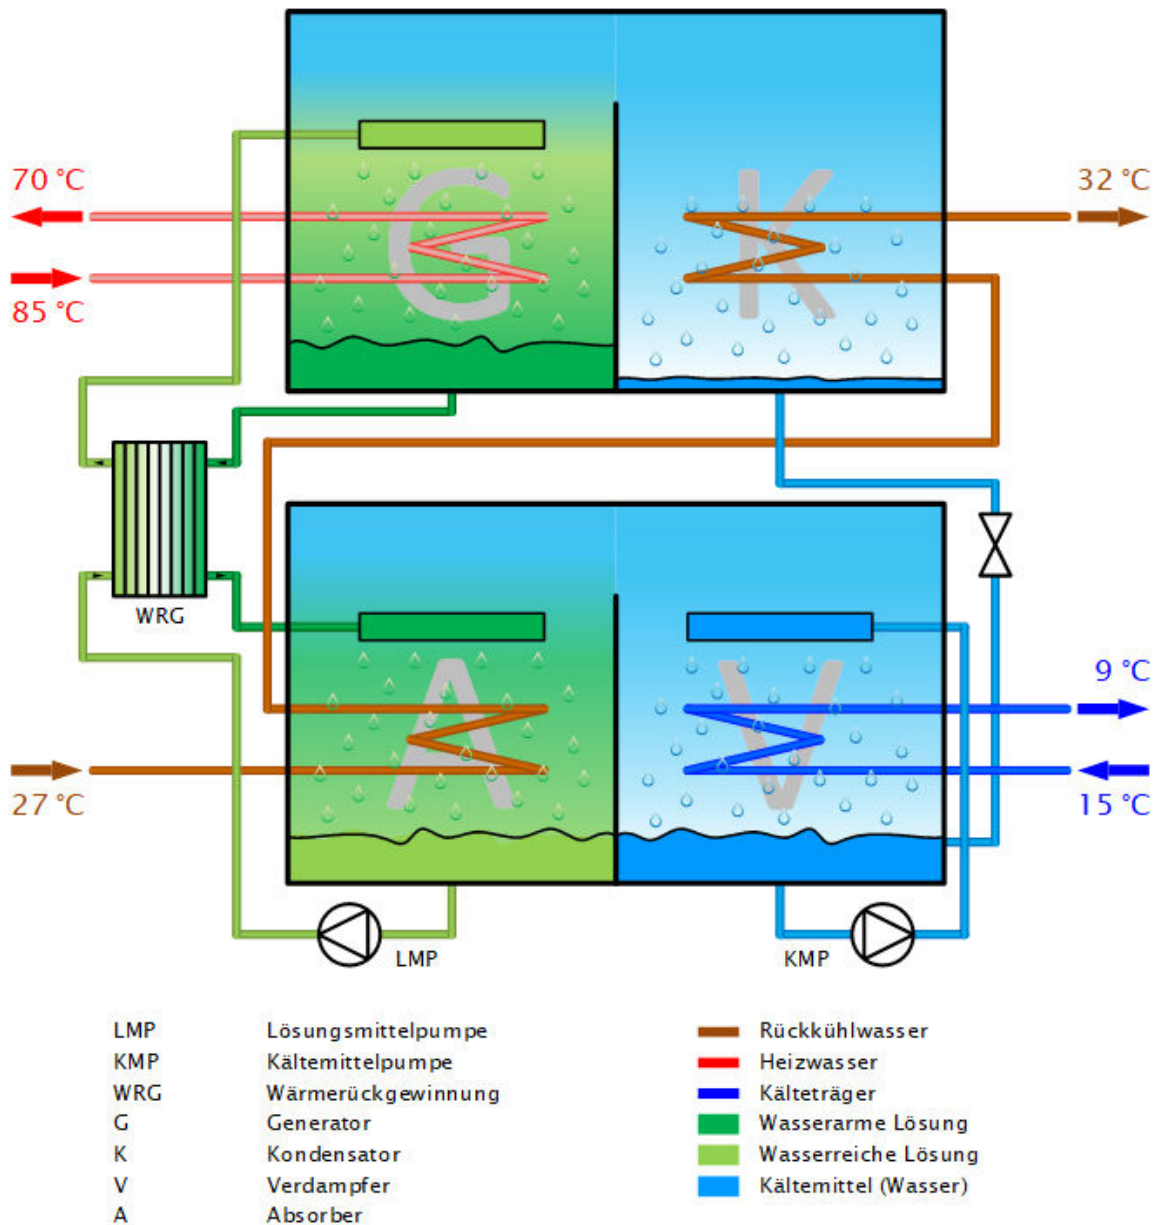 G
K
70 °C
32 °C
85 °C
WRG
A
V
9 °C
27 °C
15 °C
LMP
KMP
LMP Lösungsmittelpumpe
KMP Kältemittelpumpe
WRG Wärmerückgewinnung
G Generator
K Kondensator
V Verdampfer
A Absorber
Rückkühlwasser
Heizwasser
Kälteträger
Wasserarme Lösung
Wasserreiche Lösung
Kältemittel (Wasser)